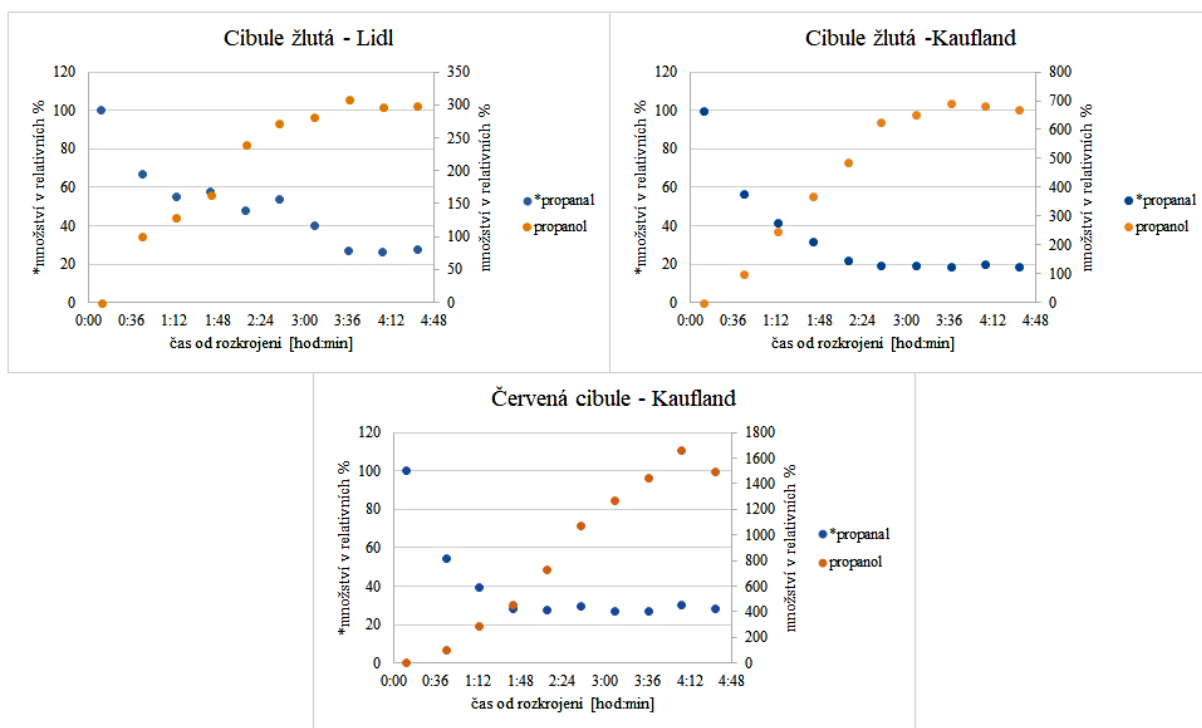 Cibule žlutá - Lidl
*množství v relativních %
120
100
80
60
40
20
0
350
300
250
200
150
100
50
0
množství v relativních %
0:00 0:36 1:12 1:48 2:24 3:00 3:36 4:12 4:48
čas od rozkrojení [hod:min]
*propanal
propanol
Cibule žlutá -Kaufland
*množství v relativních %
120
100
80
60
40
20
0
800
700
600
500
400
300
200
100
0
množství v relativních %
0:00 0:36 1:12 1:48 2:24 3:00 3:36 4:12 4:48
čas od rozkrojení [hod:min]
*propanal
propanol
Červená cibule - Kaufland
*množství v relativních %
120
100
80
60
40
20
0
1800
1600
1400
1200
1000
800
600
400
200
0
množství v relativních %
0:00 0:36 1:12 1:48 2:24 3:00 3:36 4:12 4:48
čas od rozkrojení [hod:min]
*propanal
propanol